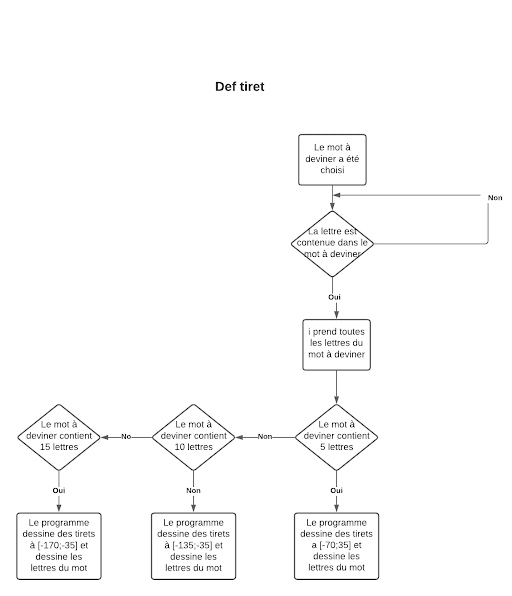 Def tiret
Le mot à
deviner a été
choisi
Non
La lettre est
contenue dans le
mot à deviner
Oui
i prend toutes
les lettres du
mot à deviner
Le mot à
deviner contient
15 lettres
No
Le mot à
deviner contient
10 lettres
Non
Le mot à
deviner contient
5 lettres
Oui
Non
Oui
Le programme
dessine des tirets
à [-170;-35] et
dessine les
lettres du mot
Le programme
dessine des tirets
à [-135;-35] et
dessine les
lettres du mot
Le programme
dessine des tirets
a [-70;35] et
dessine les
lettres du mot